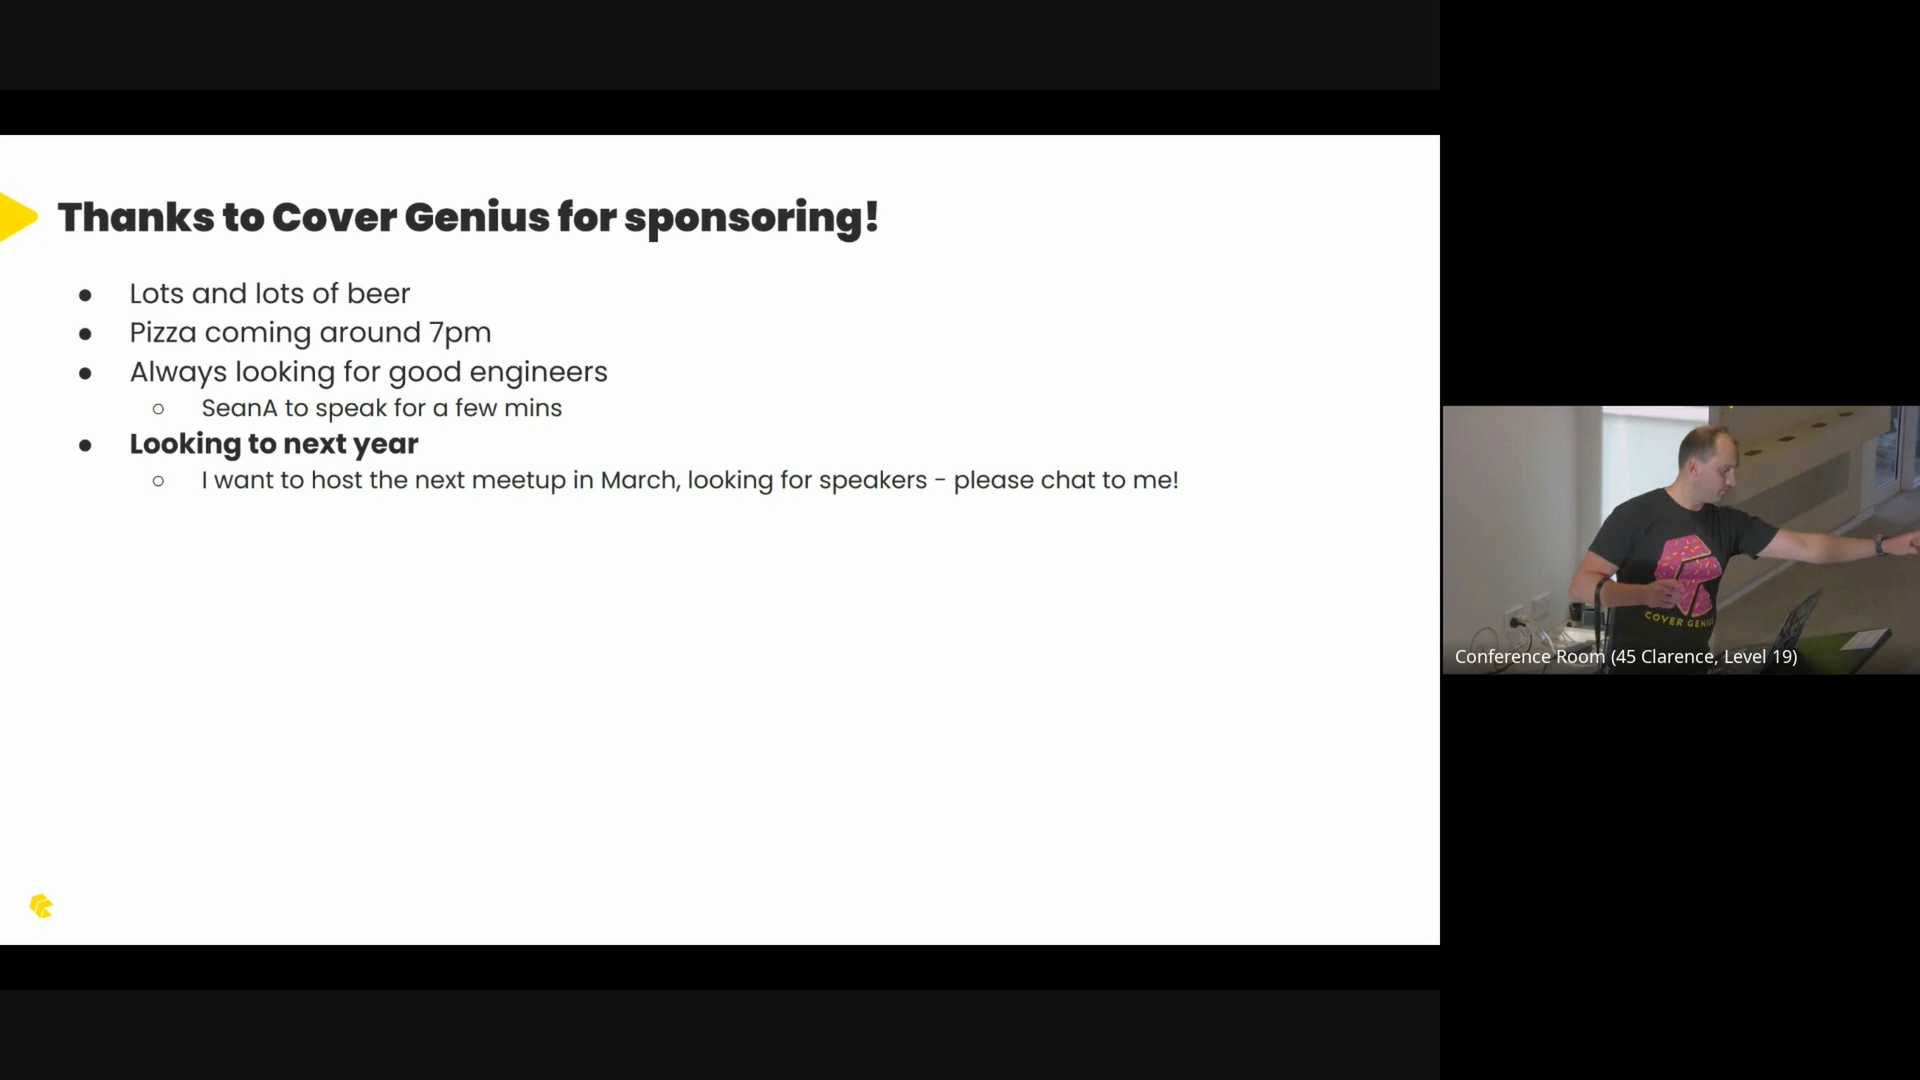 Thanks to Cover Genius for sponsoring!
● Lots and lots of beer
● Pizza coming around 7pm
● Always looking for good engineers
○ SeanA to speak for a few mins
● Looking to next year
○ I want to host the next meetup in March, looking for speakers - please chat to me!
COVER GENIUS
Conference Room (45 Clarence, Level 19)